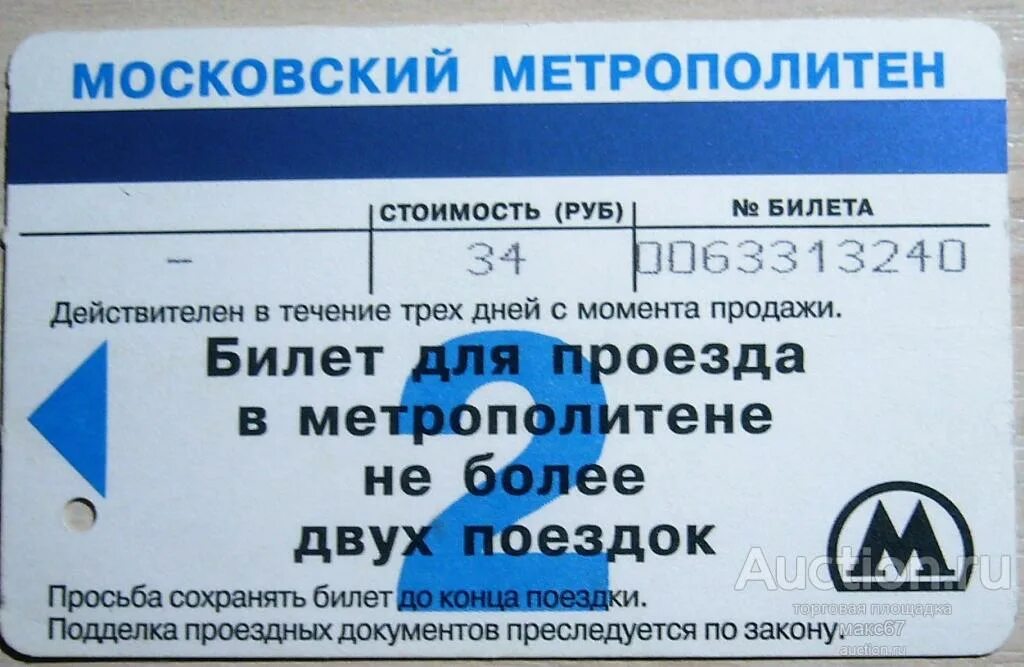 МОСКОВСКИЙ МЕТРОПОЛИТЕН
СТОИМОСТЬ (РУБ) № БИЛЕТА
– 34 0063313240
Действителен в течение трех дней с момента продажи.
2
Билет для проезда
в метрополитене
не более
двух поездок
М
Просьба сохранять билет до конца поездки.
Подделка проездных документов преследуется по закону.
Auction.ru
торговая площадка
макс67
auction.ru